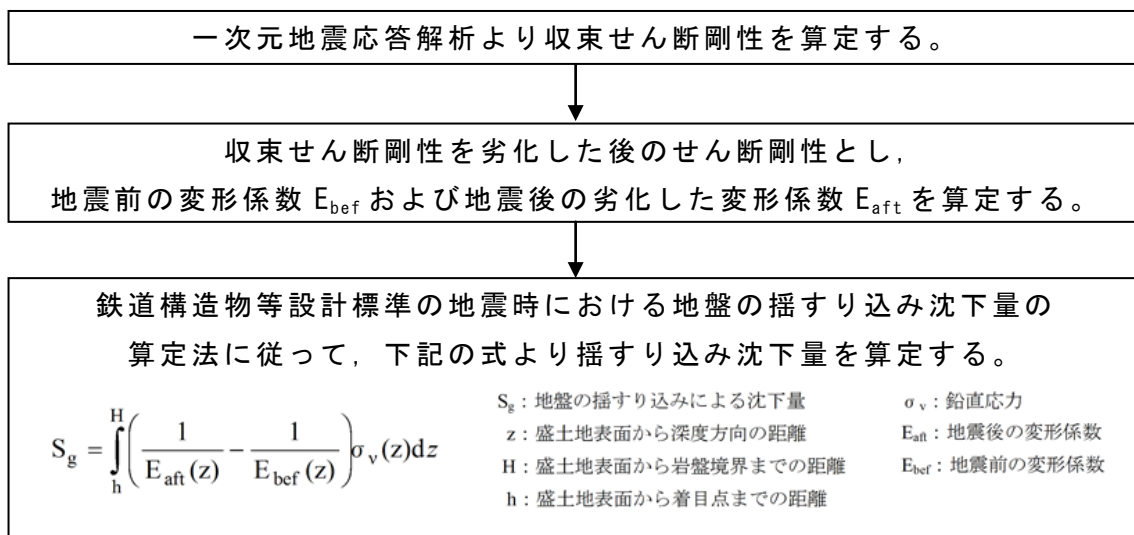 一次元地震応答解析より収束せん断剛性を算定する。
収束せん断剛性を劣化した後のせん断剛性とし,
地震前の変形係数 E_bef および地震後の劣化した変形係数 E_aft を算定する。
鉄道構造物等設計標準の地震時における地盤の揺すり込み沈下量の
算定法に従って, 下記の式より揺すり込み沈下量を算定する。
S_g = ∫_h^H (1/E_aft(z) − 1/E_bef(z)) σ_v(z)dz
S_g：地盤の揺すり込みによる沈下量
z：盛土地表面から深度方向の距離
H：盛土地表面から岩盤境界までの距離
h：盛土地表面から着目点までの距離
σ_v：鉛直応力
E_aft：地震後の変形係数
E_bef：地震前の変形係数